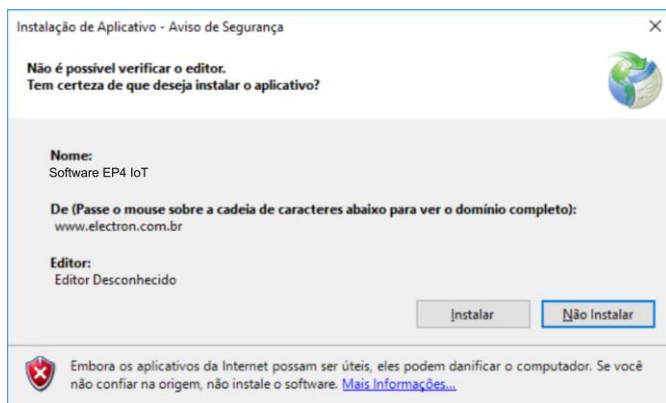 Instalação de Aplicativo - Aviso de Segurança
Não é possível verificar o editor.
Tem certeza de que deseja instalar o aplicativo?
Nome:
Software EP4 IoT
De (Passe o mouse sobre a cadeia de caracteres abaixo para ver o domínio completo):
www.electron.com.br
Editor:
Editor Desconhecido
Instalar
Não Instalar
Embora os aplicativos da Internet possam ser úteis, eles podem danificar o computador. Se você
não confiar na origem, não instale o software. Mais Informações...